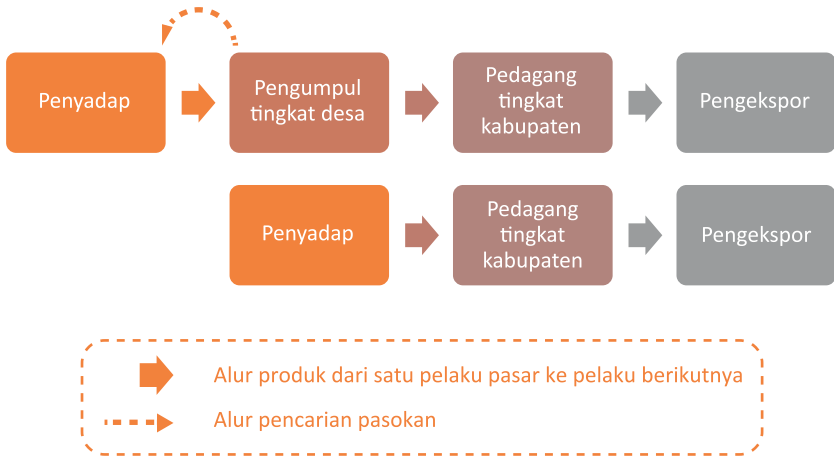 Penyadap
Pengumpul
tingkat desa
Pedagang
tingkat
kabupaten
Pengekspor
Penyadap
Pedagang
tingkat
kabupaten
Pengekspor
Alur produk dari satu pelaku pasar ke pelaku berikutnya
Alur pencarian pasokan